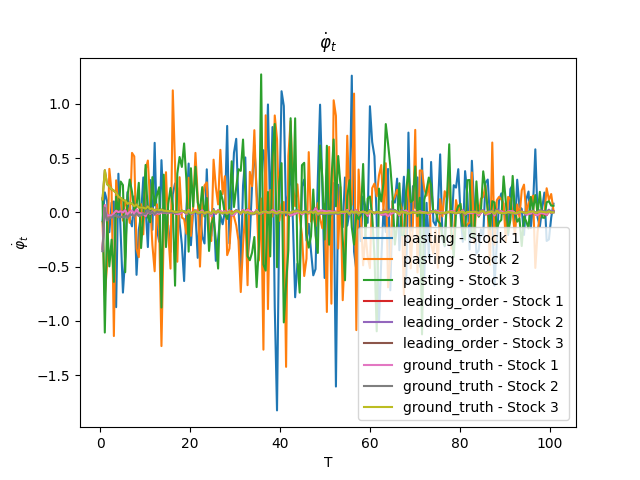 φ̇ₜ
1.0
0.5
0.0
−0.5
−1.0
−1.5
φ̇ₜ
0
20
40
60
80
100
T
pasting - Stock 1
pasting - Stock 2
pasting - Stock 3
leading_order - Stock 1
leading_order - Stock 2
leading_order - Stock 3
ground_truth - Stock 1
ground_truth - Stock 2
ground_truth - Stock 3